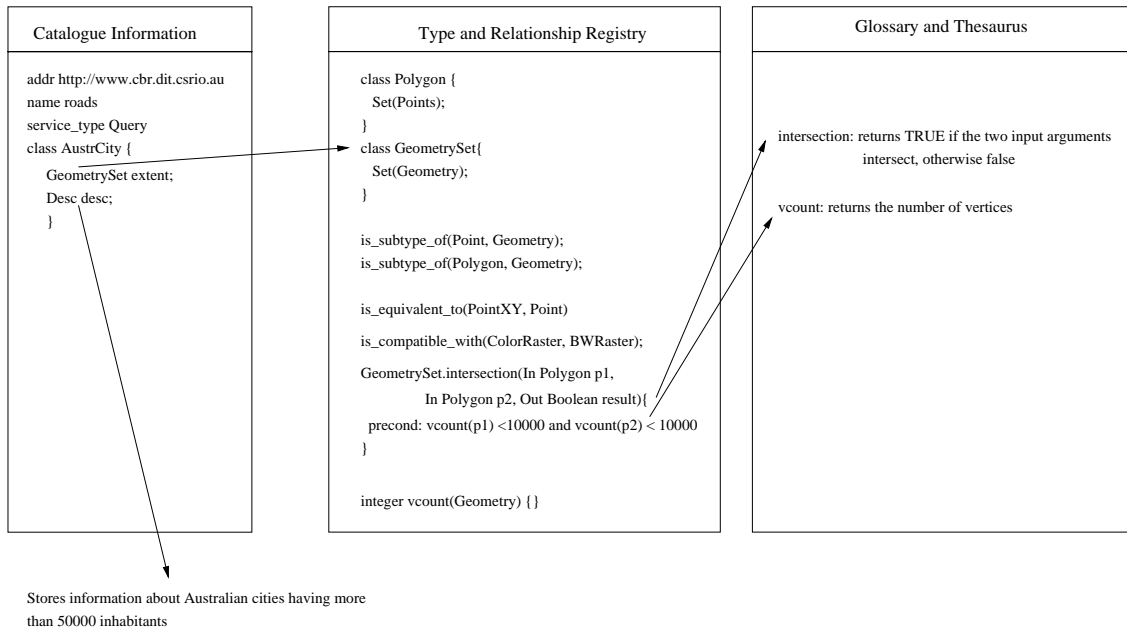 Catalogue Information
addr http://www.cbr.dit.csrio.au
name roads
service_type Query
class AustrCity {
GeometrySet extent;
Desc desc;
}
Type and Relationship Registry
class Polygon {
Set(Points);
}
class GeometrySet{
Set(Geometry);
}
is_subtype_of(Point, Geometry);
is_subtype_of(Polygon, Geometry);
is_equivalent_to(PointXY, Point)
is_compatible_with(ColorRaster, BWRaster);
GeometrySet.intersection(In Polygon p1,
In Polygon p2, Out Boolean result){
precond: vcount(p1) <10000 and vcount(p2) < 10000
}
integer vcount(Geometry) {}
Glossary and Thesaurus
intersection: returns TRUE if the two input arguments
intersect, otherwise false
vcount: returns the number of vertices
Stores information about Australian cities having more
than 50000 inhabitants